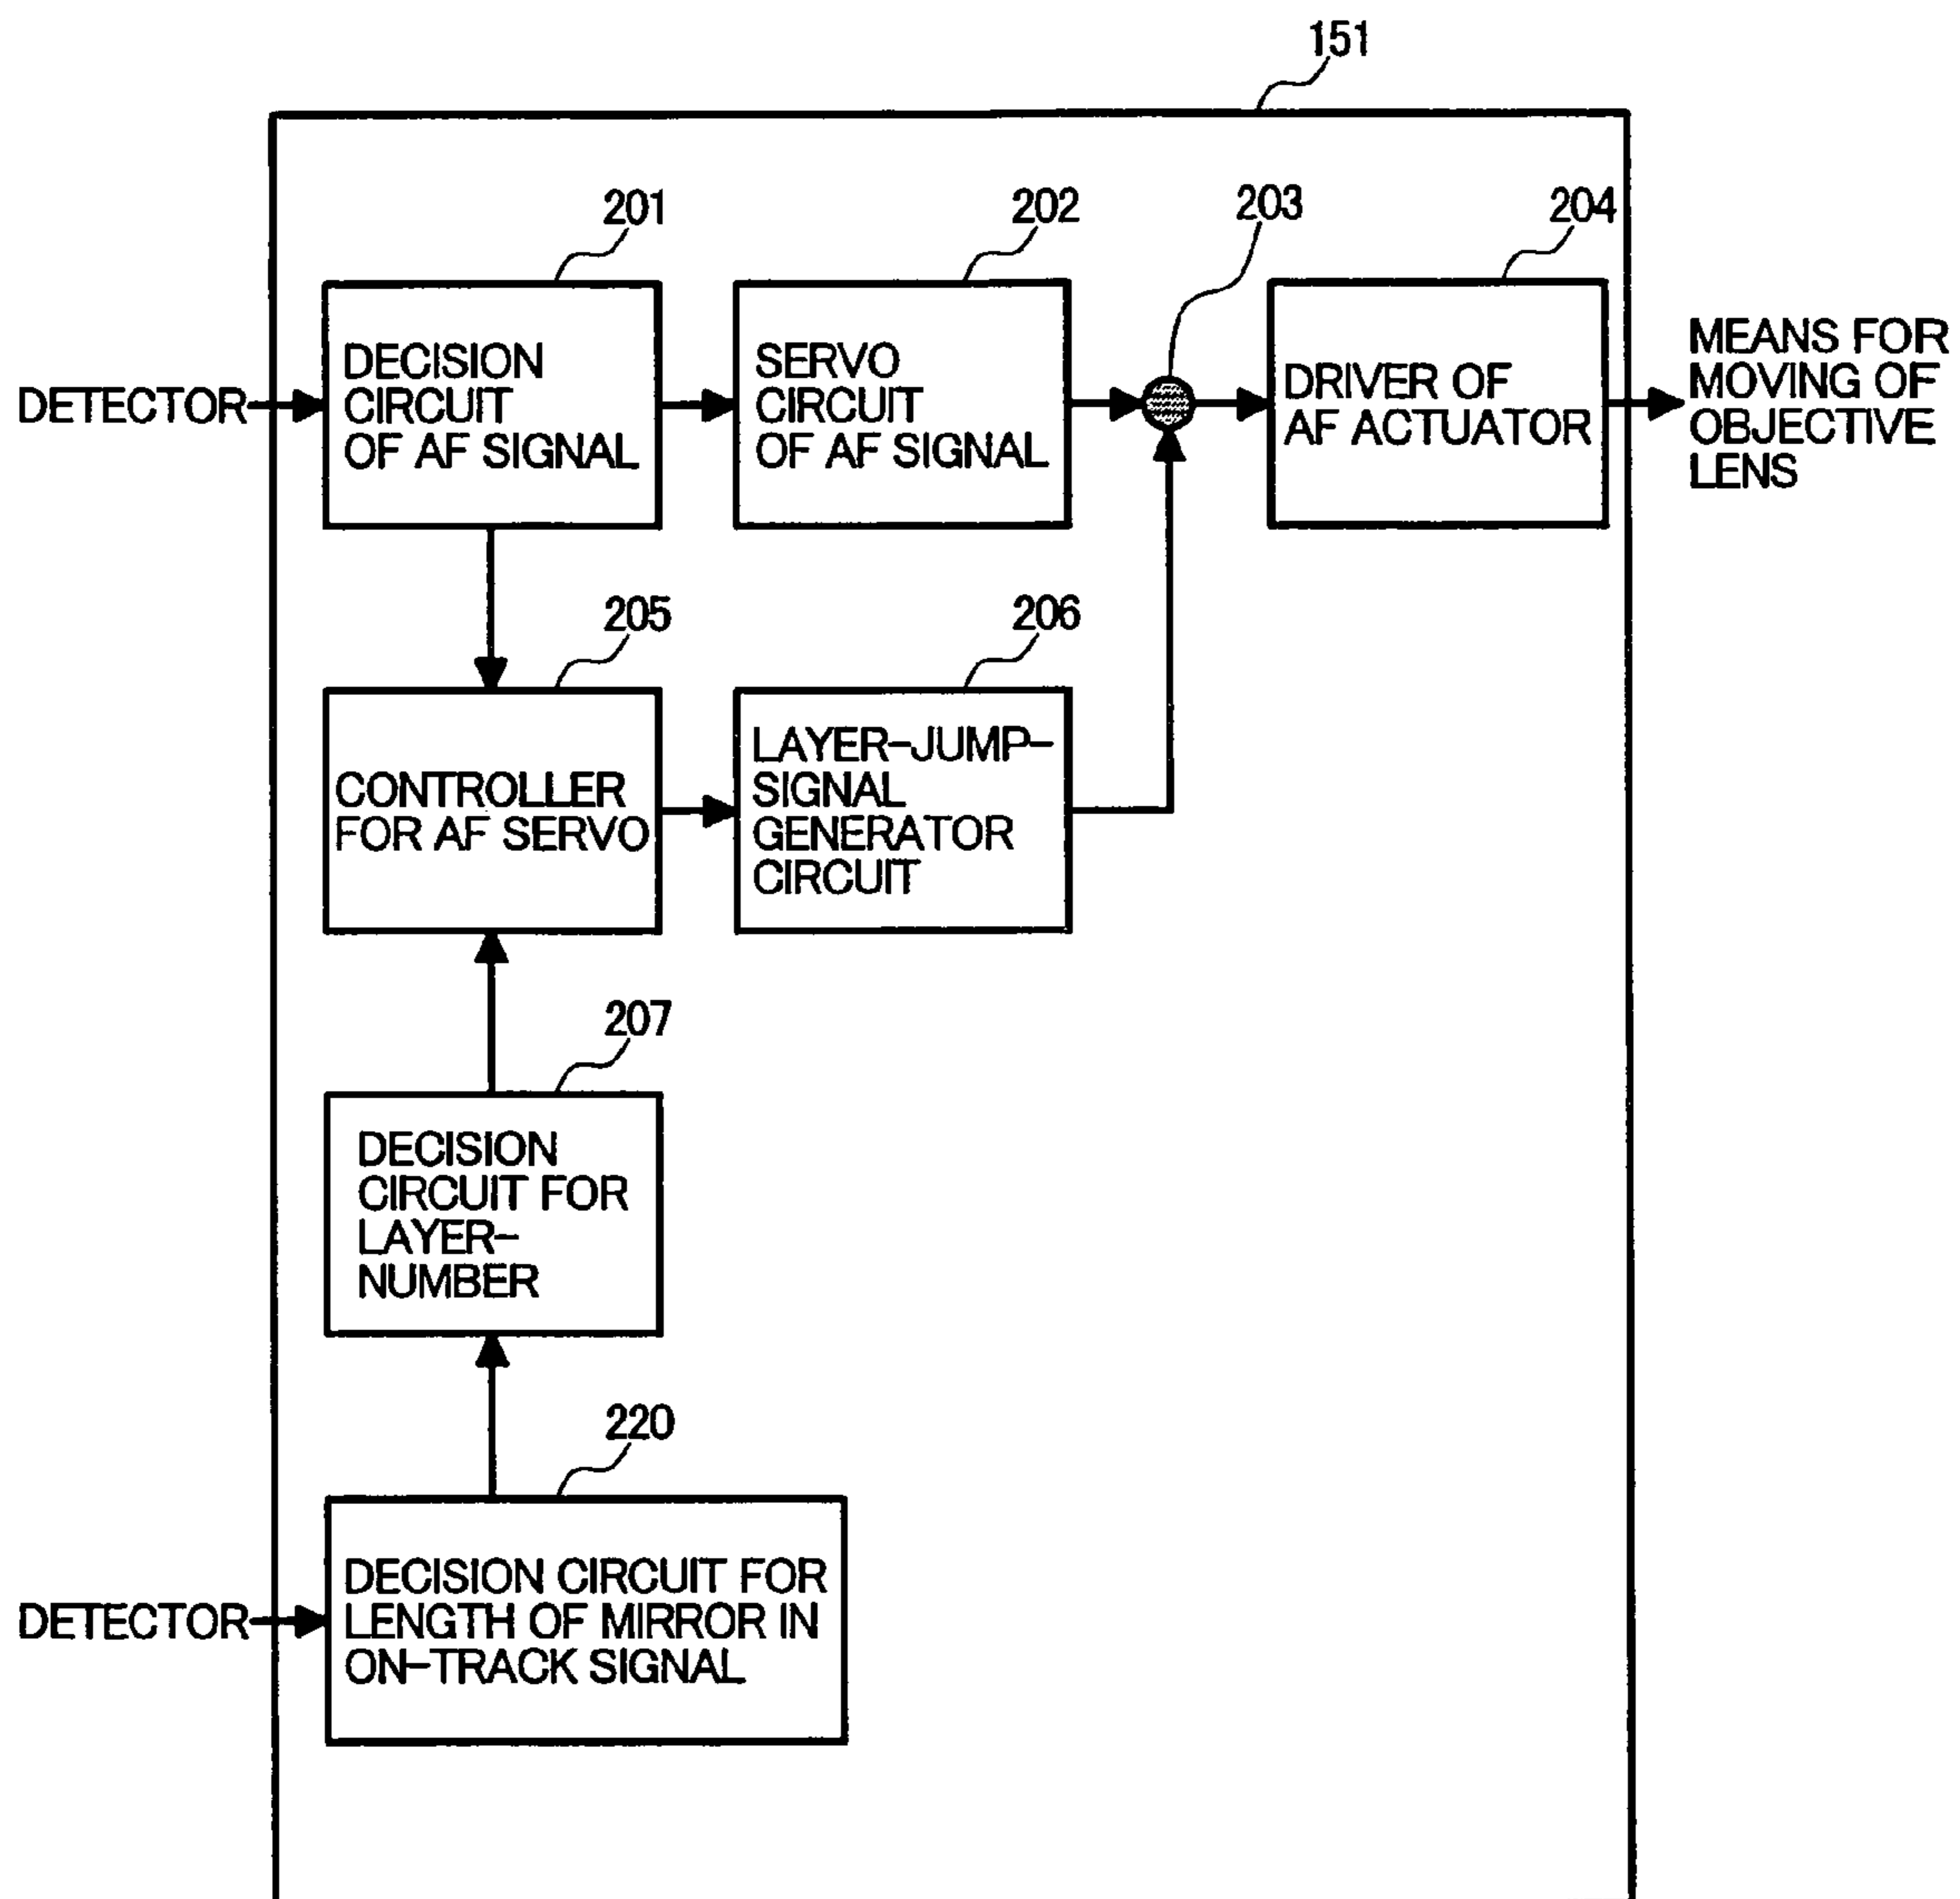 151
201
202
203
204
DETECTOR
DECISION
CIRCUIT
OF AF SIGNAL
SERVO
CIRCUIT
OF AF SIGNAL
DRIVER OF
AF ACTUATOR
MEANS FOR
MOVING OF
OBJECTIVE
LENS
205
206
CONTROLLER
FOR AF SERVO
LAYER-JUMP-
SIGNAL
GENERATOR
CIRCUIT
207
DECISION
CIRCUIT FOR
LAYER-
NUMBER
220
DETECTOR
DECISION CIRCUIT FOR
LENGTH OF MIRROR IN
ON-TRACK SIGNAL